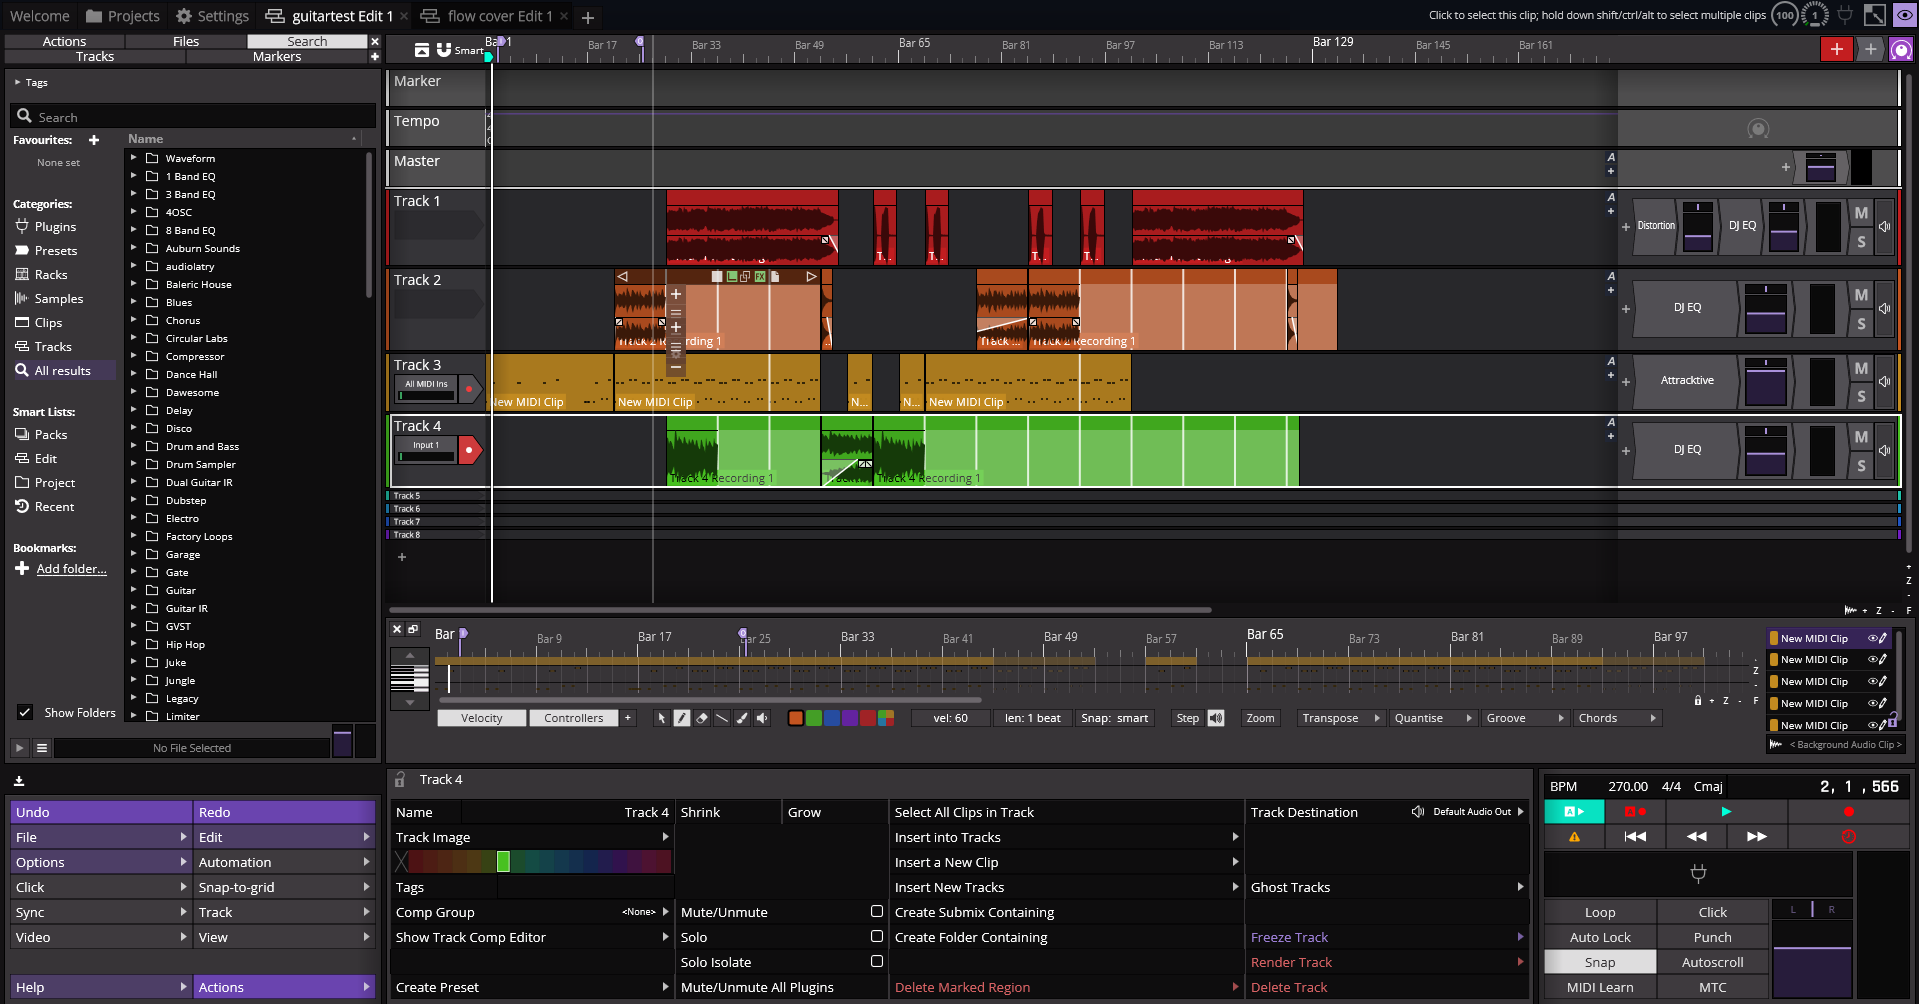 Welcome
Projects
Settings
guitartest Edit 1
flow cover Edit 1
Click to select this clip; hold down shift/ctrl/alt to select multiple clips
100
1
Actions
Files
Search
Tracks
Markers
Tags
Search
Favourites:
None set
Categories:
Plugins
Presets
Racks
Samples
Clips
Tracks
All results
Smart Lists:
Packs
Edit
Project
Recent
Bookmarks:
Add folder...
Show Folders
Name
Waveform
1 Band EQ
3 Band EQ
4OSC
8 Band EQ
Auburn Sounds
audiolatry
Baleric House
Blues
Chorus
Circular Labs
Compressor
Dance Hall
Dawesome
Delay
Disco
Drum and Bass
Drum Sampler
Dual Guitar IR
Dubstep
Electro
Factory Loops
Garage
Gate
Guitar
Guitar IR
GVST
Hip Hop
Juke
Jungle
Legacy
Limiter
No File Selected
Smart
Bar 17
Bar 33
Bar 49
Bar 65
Bar 81
Bar 97
Bar 113
Bar 129
Bar 145
Bar 161
Marker
Tempo
Master
A
Track 1
T...
T...
T...
T...
A
Distortion
DJ EQ
M
S
Track 2
FX
Track ...
Track 2 Recording 1
A
DJ EQ
M
S
Track 3
All MIDI Ins
New MIDI Clip
New MIDI Clip
N...
N...
New MIDI Clip
A
Attracktive
M
S
Track 4
Input 1
Track 4 Recording 1
Track 4 Recording 1
A
DJ EQ
M
S
Track 5
Track 6
Track 7
Track 8
Z
Z
F
Bar
Bar 9
Bar 17
Bar 25
Bar 33
Bar 41
Bar 49
Bar 57
Bar 65
Bar 73
Bar 81
Bar 89
Bar 97
New MIDI Clip
New MIDI Clip
New MIDI Clip
New MIDI Clip
New MIDI Clip
< Background Audio Clip >
Z
Z
F
Velocity
Controllers
vel: 60
len: 1 beat
Snap: smart
Step
Zoom
Transpose
Quantise
Groove
Chords
Undo
Redo
File
Edit
Options
Automation
Click
Snap-to-grid
Sync
Track
Video
View
Help
Actions
Track 4
Name
Track 4
Track Image
Tags
Comp Group
<None>
Show Track Comp Editor
Create Preset
Shrink
Grow
Mute/Unmute
Solo
Solo Isolate
Mute/Unmute All Plugins
Select All Clips in Track
Insert into Tracks
Insert a New Clip
Insert New Tracks
Create Submix Containing
Create Folder Containing
Delete Marked Region
Track Destination
Default Audio Out
Ghost Tracks
Freeze Track
Render Track
Delete Track
BPM
270.00
4/4
Cmaj
2, 1 , 566
A
A
Loop
Click
Auto Lock
Punch
Snap
Autoscroll
MIDI Learn
MTC
L
R